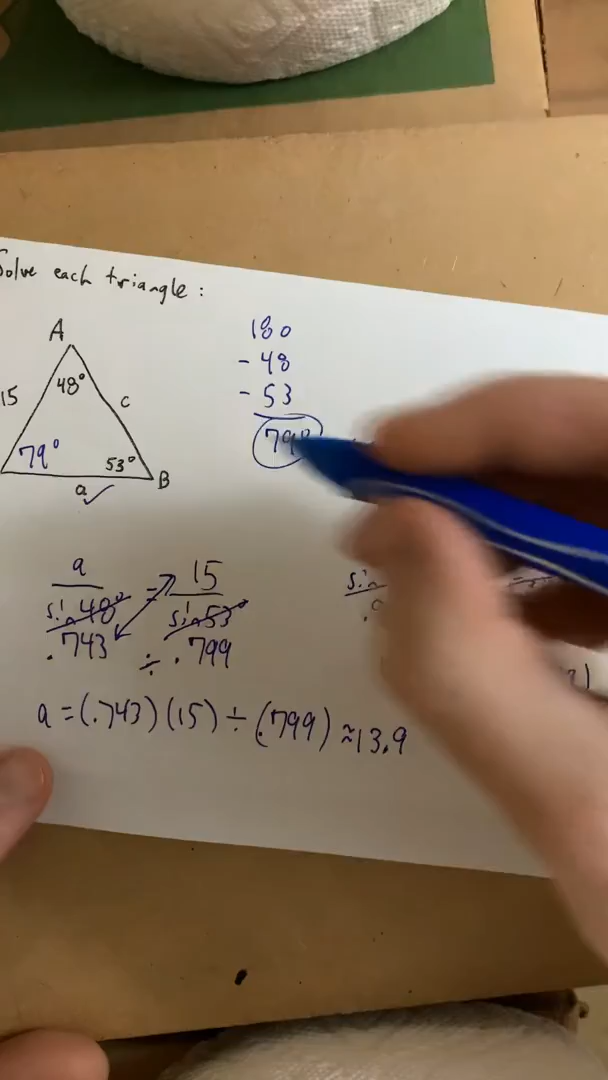 Solve each triangle:
A
180
15
48°
C
- 48
- 53
79°
79°
53°
B
a ✓
a = 15
sin 48° sin 53°
.743 ÷ .799
a = (.743)(15) ÷ (.799) ≈ 13.9